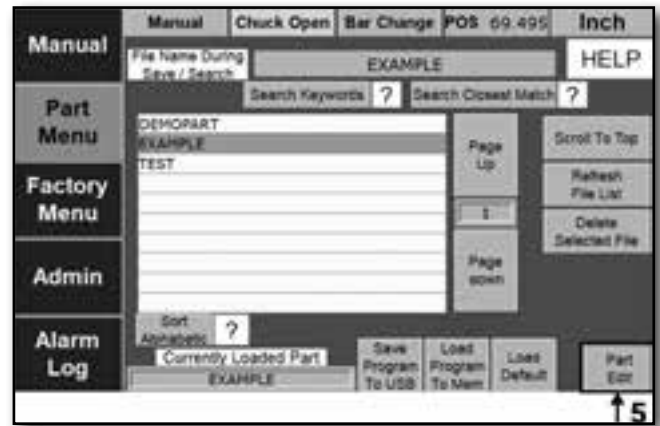 Manual
Chuck Open
Bar Change
POS 69.495
Inch
Manual
File Name During
Save / Search
EXAMPLE
HELP
Search Keywords
?
Search Closest Match
?
Part
Menu
DEMOPART
EXAMPLE
TEST
Page
Up
1
Page
down
Scroll To Top
Refresh
File List
Delete
Selected File
Factory
Menu
Admin
Sort
Alphabetic
?
Alarm
Log
Currently Loaded Part
EXAMPLE
Save
Program
To USB
Load
Program
To Mem
Load
Default
Part
Edit
5